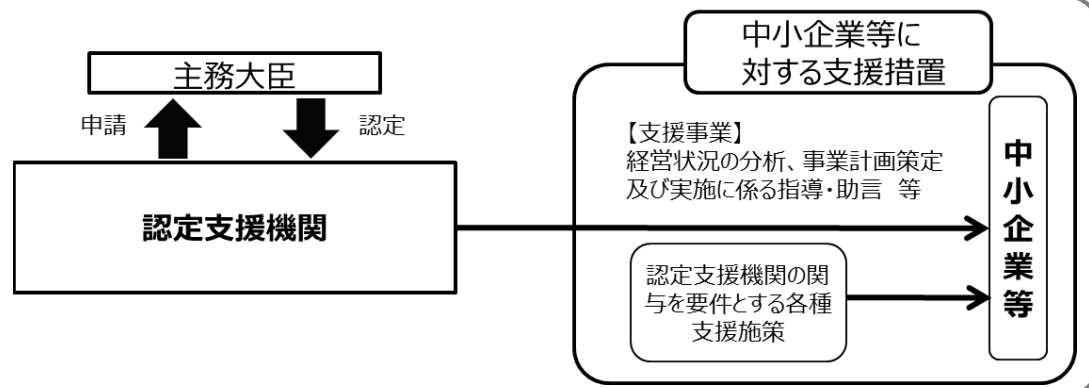 主務大臣
申請
認定
認定支援機関
中小企業等に
対する支援措置
【支援事業】
経営状況の分析、事業計画策定
及び実施に係る指導・助言 等
認定支援機関の関
与を要件とする各種
支援施策
中小企業等